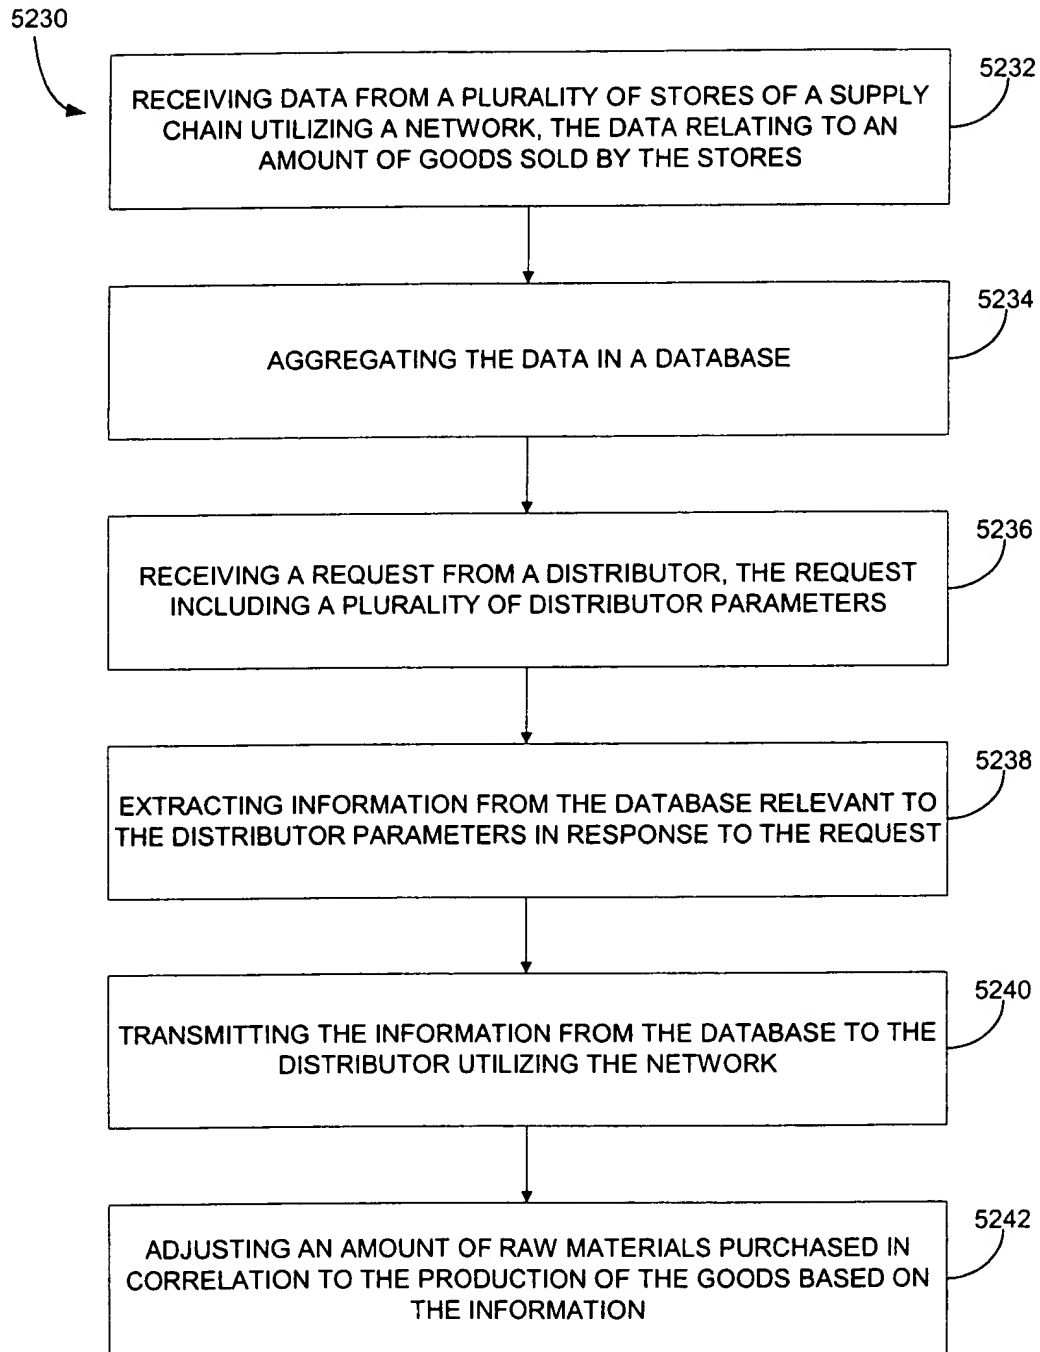 5230
5232
RECEIVING DATA FROM A PLURALITY OF STORES OF A SUPPLY
CHAIN UTILIZING A NETWORK, THE DATA RELATING TO AN
AMOUNT OF GOODS SOLD BY THE STORES
5234
AGGREGATING THE DATA IN A DATABASE
5236
RECEIVING A REQUEST FROM A DISTRIBUTOR, THE REQUEST
INCLUDING A PLURALITY OF DISTRIBUTOR PARAMETERS
5238
EXTRACTING INFORMATION FROM THE DATABASE RELEVANT TO
THE DISTRIBUTOR PARAMETERS IN RESPONSE TO THE REQUEST
5240
TRANSMITTING THE INFORMATION FROM THE DATABASE TO THE
DISTRIBUTOR UTILIZING THE NETWORK
5242
ADJUSTING AN AMOUNT OF RAW MATERIALS PURCHASED IN
CORRELATION TO THE PRODUCTION OF THE GOODS BASED ON
THE INFORMATION